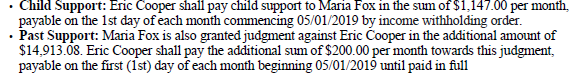 • Child Support: Eric Cooper shall pay child support to Maria Fox in the sum of $1,147.00 per month,
payable on the 1st day of each month commencing 05/01/2019 by income withholding order.
• Past Support: Maria Fox is also granted judgment against Eric Cooper in the additional amount of
$14,913.08. Eric Cooper shall pay the additional sum of $200.00 per month towards this judgment,
payable on the first (1st) day of each month beginning 05/01/2019 until paid in full